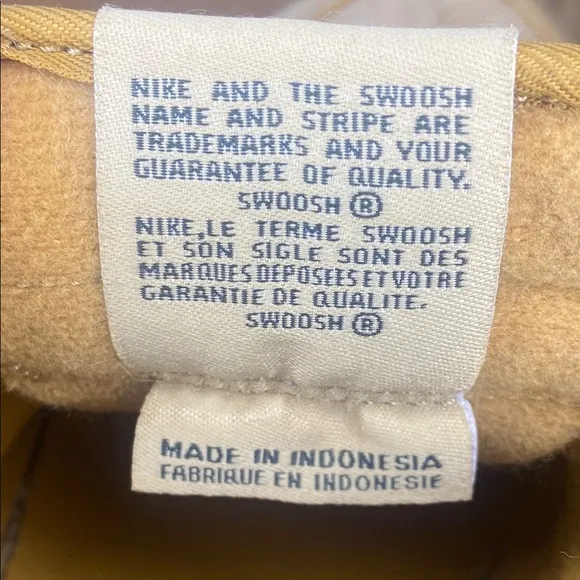 NIKE AND THE SWOOSH
NAME AND STRIPE ARE
TRADEMARKS AND YOUR
GUARANTEE OF QUALITY.
SWOOSH ®
NIKE,LE TERME SWOOSH
ET SON SIGLE SONT DES
MARQUES DEPOSEES ET VOTRE
GARANTIE DE QUALITE.
SWOOSH ®
MADE IN INDONESIA
FABRIQUE EN INDONESIE